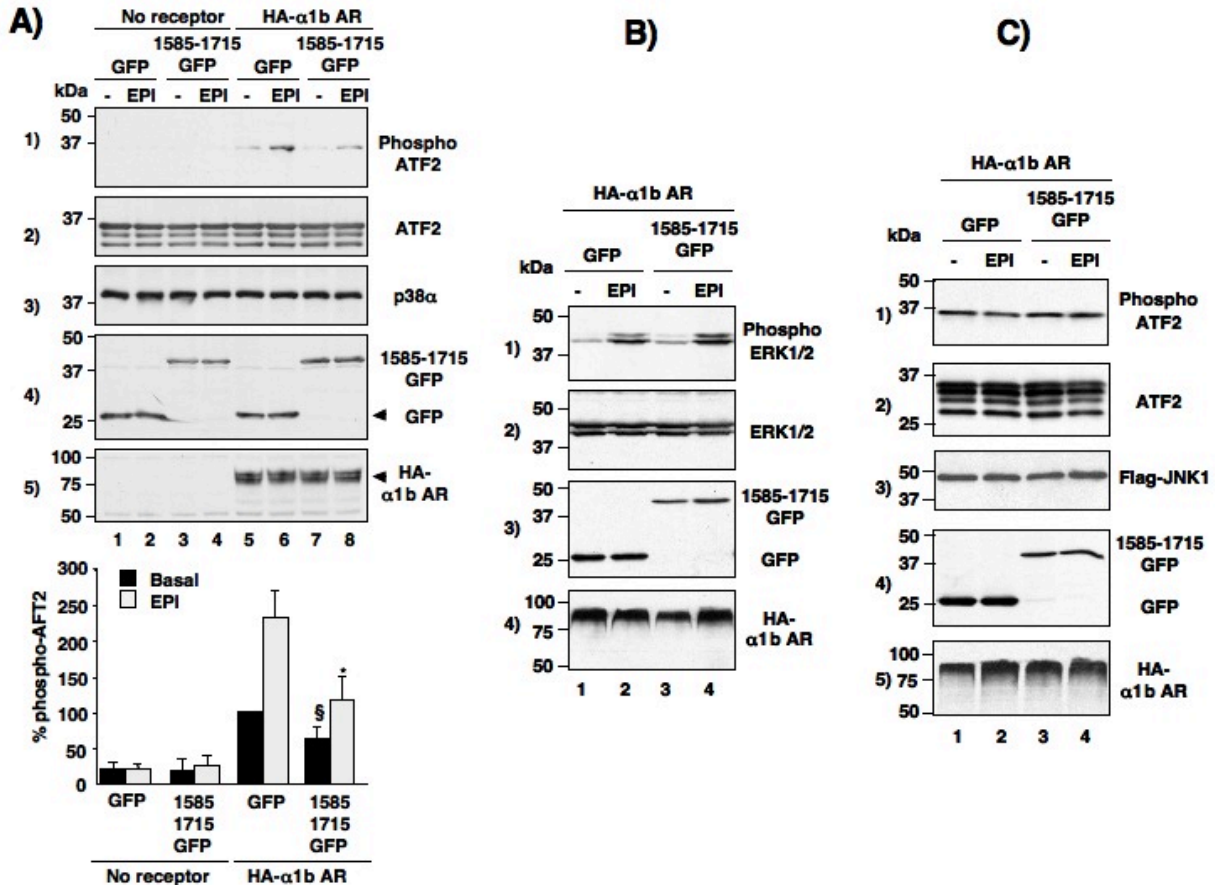 A)
No receptor HA-α1b AR
1585-1715 1585-1715
GFP GFP GFP GFP
kDa - EPI - EPI - EPI - EPI
50
1) 37 Phospho
ATF2
37
2) ATF2
3) 37 p38α
50
37 1585-1715
GFP
4)
25 GFP
100
5) 75 HA-
α1b AR
50
1 2 3 4 5 6 7 8
300
250
200
150
100
50
0
% phospho-AFT2
Basal
EPI
§ *
GFP 1585 GFP 1585
1715 1715
GFP GFP
No receptor HA-α1b AR
B)
HA-α1b AR
1585-1715
GFP GFP
kDa
- EPI - EPI
50 Phospho
1) ERK1/2
37
50
2) ERK1/2
37
50 1585-1715
37 GFP
3)
25 GFP
100
4) HA-
75 α1b AR
50
1 2 3 4
C)
HA-α1b AR
1585-1715
GFP GFP
kDa
- EPI - EPI
50
37 Phospho
1) ATF2
37
2) ATF2
25
50 Flag-JNK1
3) 37
50 1585-1715
37 GFP
4)
25 GFP
100
5) 75 HA-
α1b AR
50
1 2 3 4